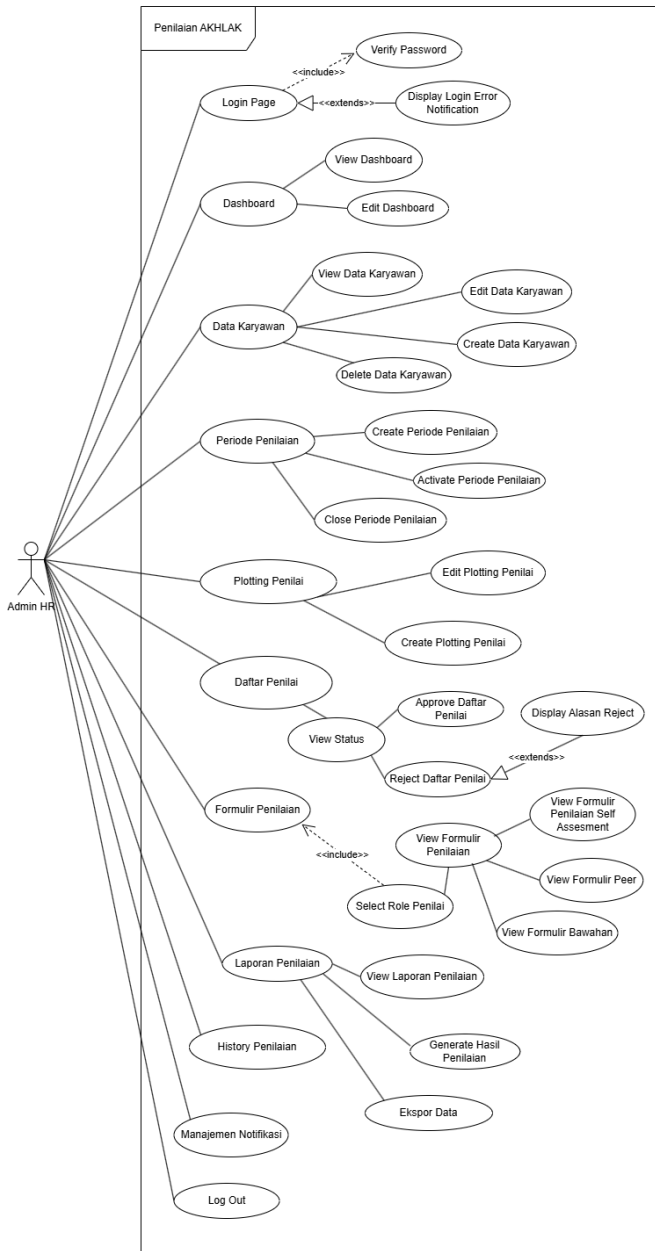 Penilaian AKHLAK
Verify Password
<<include>>
Login Page
<<extends>>
Display Login Error
Notification
View Dashboard
Dashboard
Edit Dashboard
View Data Karyawan
Edit Data Karyawan
Data Karyawan
Create Data Karyawan
Delete Data Karyawan
Create Periode Penilaian
Periode Penilaian
Activate Periode Penilaian
Close Periode Penilaian
Edit Plotting Penilai
Plotting Penilai
Admin HR
Create Plotting Penilai
Daftar Penilai
Approve Daftar
Penilai
Display Alasan Reject
View Status
<<extends>>
Reject Daftar Penilai
Formulir Penilaian
View Formulir
Penilaian Self
Assesment
<<include>>
View Formulir
Penilaian
View Formulir Peer
Select Role Penilai
View Formulir Bawahan
Laporan Penilaian
View Laporan Penilaian
History Penilaian
Generate Hasil
Penilaian
Ekspor Data
Manajemen Notifikasi
Log Out